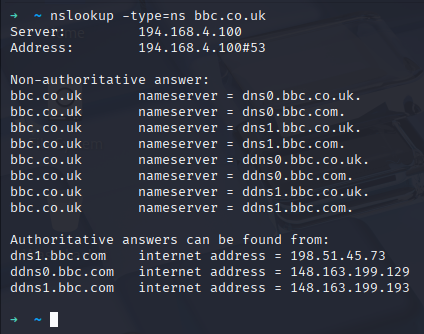 → ~ nslookup -type=ns bbc.co.uk
Server: 194.168.4.100
Address: 194.168.4.100#53
Non-authoritative answer:
bbc.co.uk nameserver = dns0.bbc.co.uk.
bbc.co.uk nameserver = dns0.bbc.com.
bbc.co.uk nameserver = dns1.bbc.co.uk.
bbc.co.uk nameserver = dns1.bbc.com.
bbc.co.uk nameserver = ddns0.bbc.co.uk.
bbc.co.uk nameserver = ddns0.bbc.com.
bbc.co.uk nameserver = ddns1.bbc.co.uk.
bbc.co.uk nameserver = ddns1.bbc.com.
Authoritative answers can be found from:
dns1.bbc.com internet address = 198.51.45.73
ddns0.bbc.com internet address = 148.163.199.129
ddns1.bbc.com internet address = 148.163.199.193
→ ~